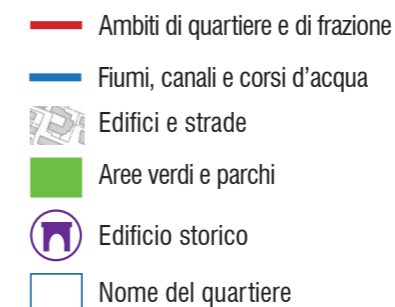 Ambiti di quartiere e di frazione
Fiumi, canali e corsi d'acqua
Edifici e strade
Aree verdi e parchi
Edificio storico
Nome del quartiere